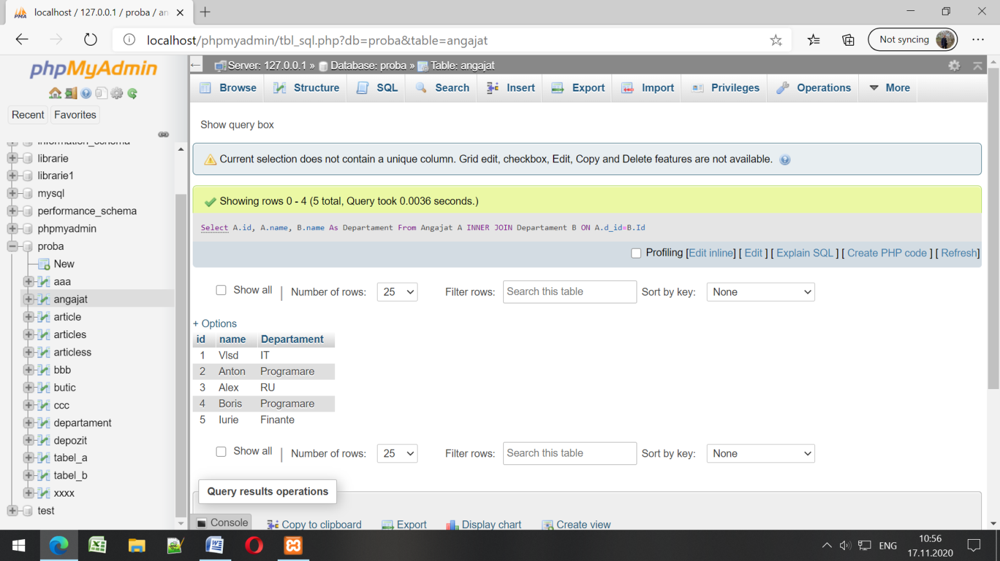 localhost / 127.0.0.1 / proba / an
localhost/phpmyadmin/tbl_sql.php?db=proba&table=angajat
Not syncing
phpMyAdmin
Recent
Favorites
information_schema
librarie
librarie1
mysql
performance_schema
phpmyadmin
proba
New
aaa
angajat
article
articles
articless
bbb
butic
ccc
departament
depozit
tabel_a
tabel_b
xxxx
test
Server: 127.0.0.1 » Database: proba » Table: angajat
Browse Structure SQL Search Insert Export Import Privileges Operations More
Show query box
Current selection does not contain a unique column. Grid edit, checkbox, Edit, Copy and Delete features are not available.
Showing rows 0 - 4 (5 total, Query took 0.0036 seconds.)
Select A.id, A.name, B.name As Departament From Angajat A INNER JOIN Departament B ON A.d_id=B.Id
Profiling [Edit inline] [ Edit ] [ Explain SQL ] [ Create PHP code ] [ Refresh]
Show all | Number of rows: 25 Filter rows: Search this table Sort by key: None
+ Options
id name Departament
1 Vlsd IT
2 Anton Programare
3 Alex RU
4 Boris Programare
5 Iurie Finante
Show all | Number of rows: 25 Filter rows: Search this table Sort by key: None
Query results operations
Console
Copy to clipboard Export Display chart Create view
ENG
10:56
17.11.2020